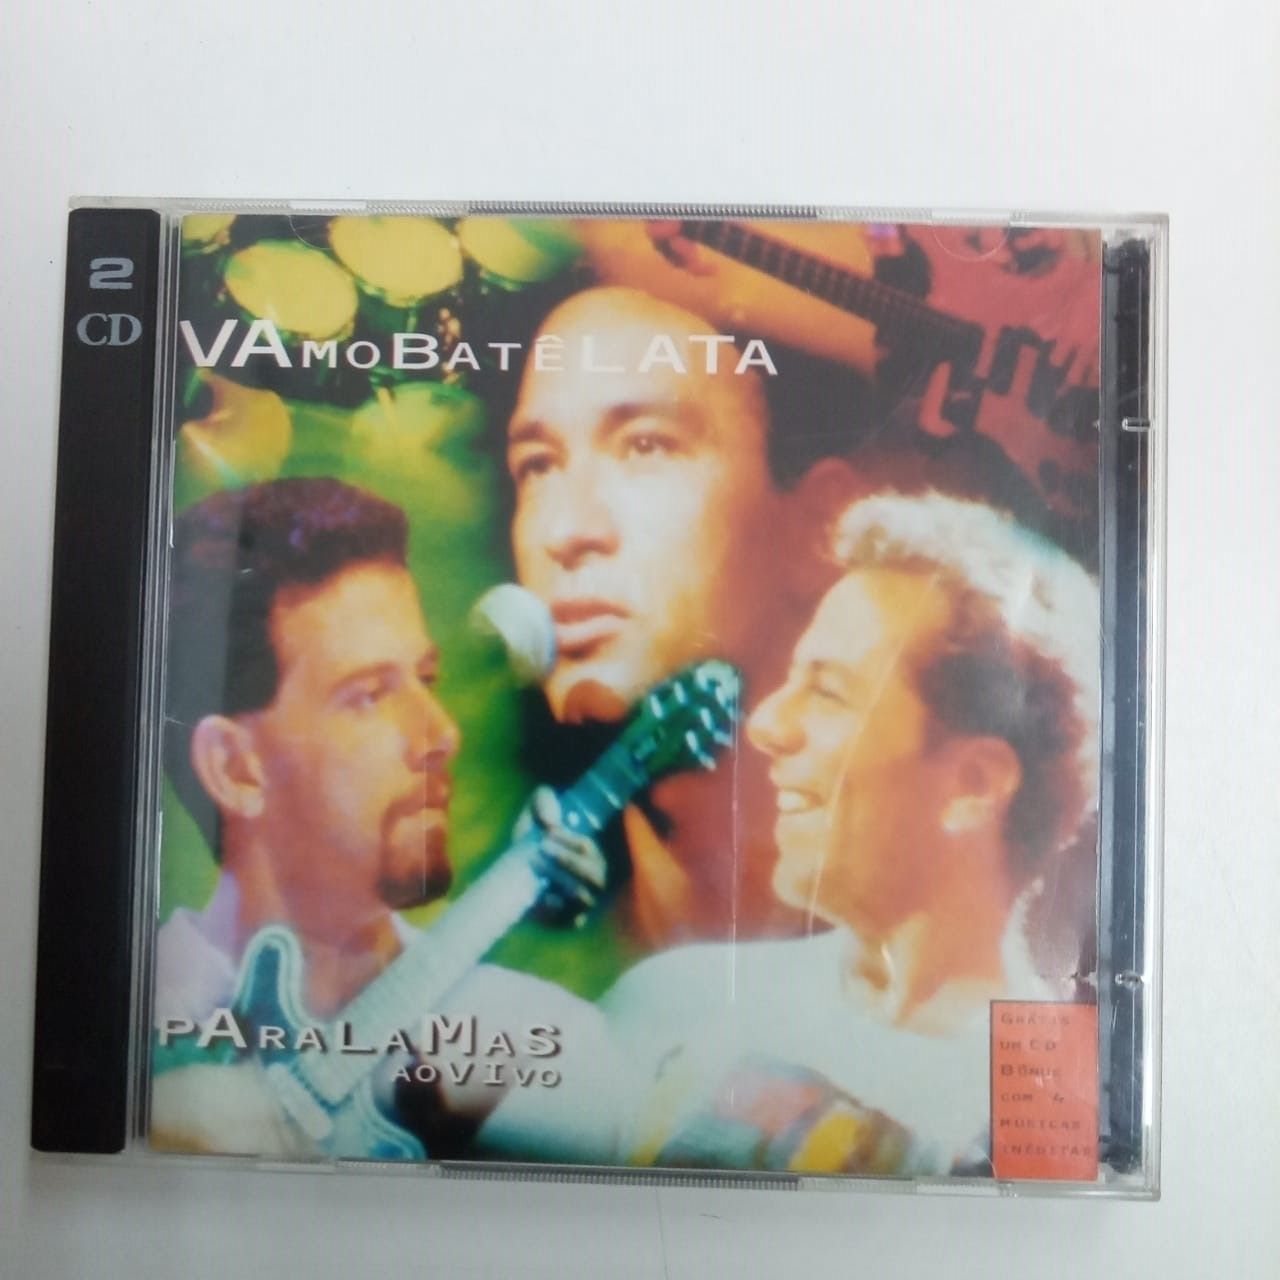 2
CD
VAmoBatêLATA
PAraLaMas
aoVIvo
Grátis
um CD
Bônus
com 4
músicas
inéditas